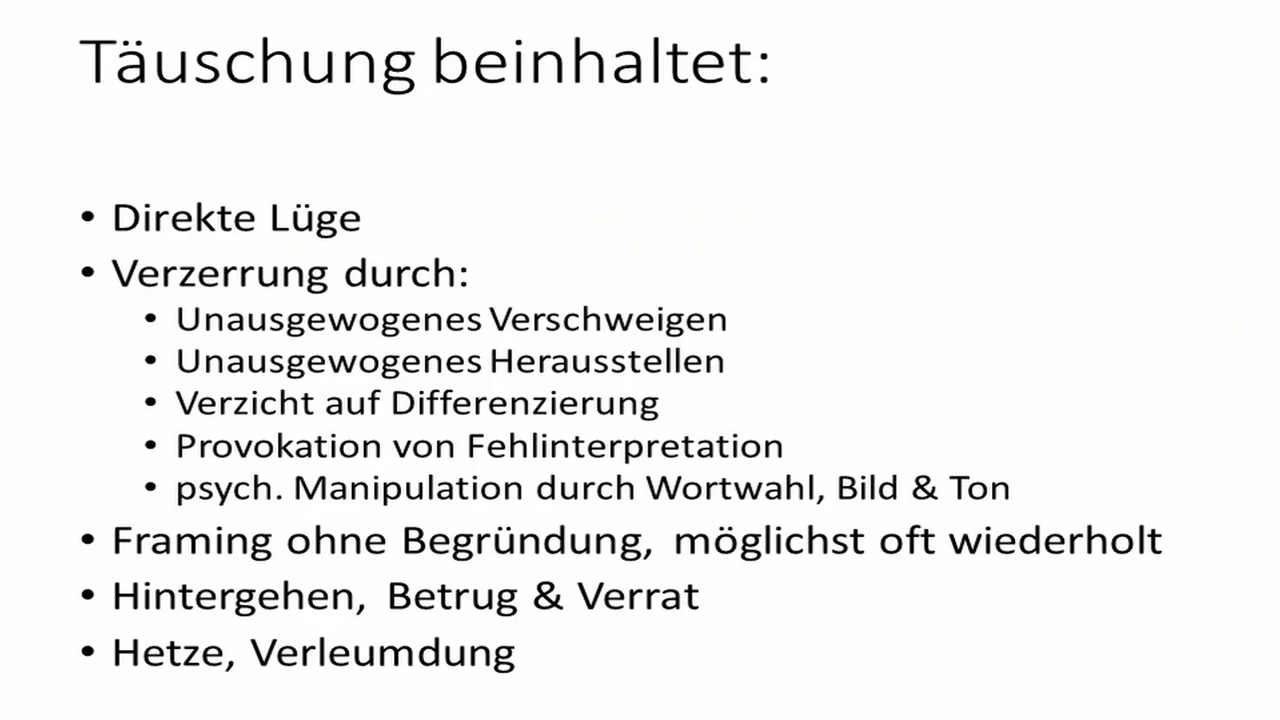 Täuschung beinhaltet:
• Direkte Lüge
• Verzerrung durch:
• Unausgewogenes Verschweigen
• Unausgewogenes Herausstellen
• Verzicht auf Differenzierung
• Provokation von Fehlinterpretation
• psych. Manipulation durch Wortwahl, Bild & Ton
• Framing ohne Begründung, möglichst oft wiederholt
• Hintergehen, Betrug & Verrat
• Hetze, Verleumdung